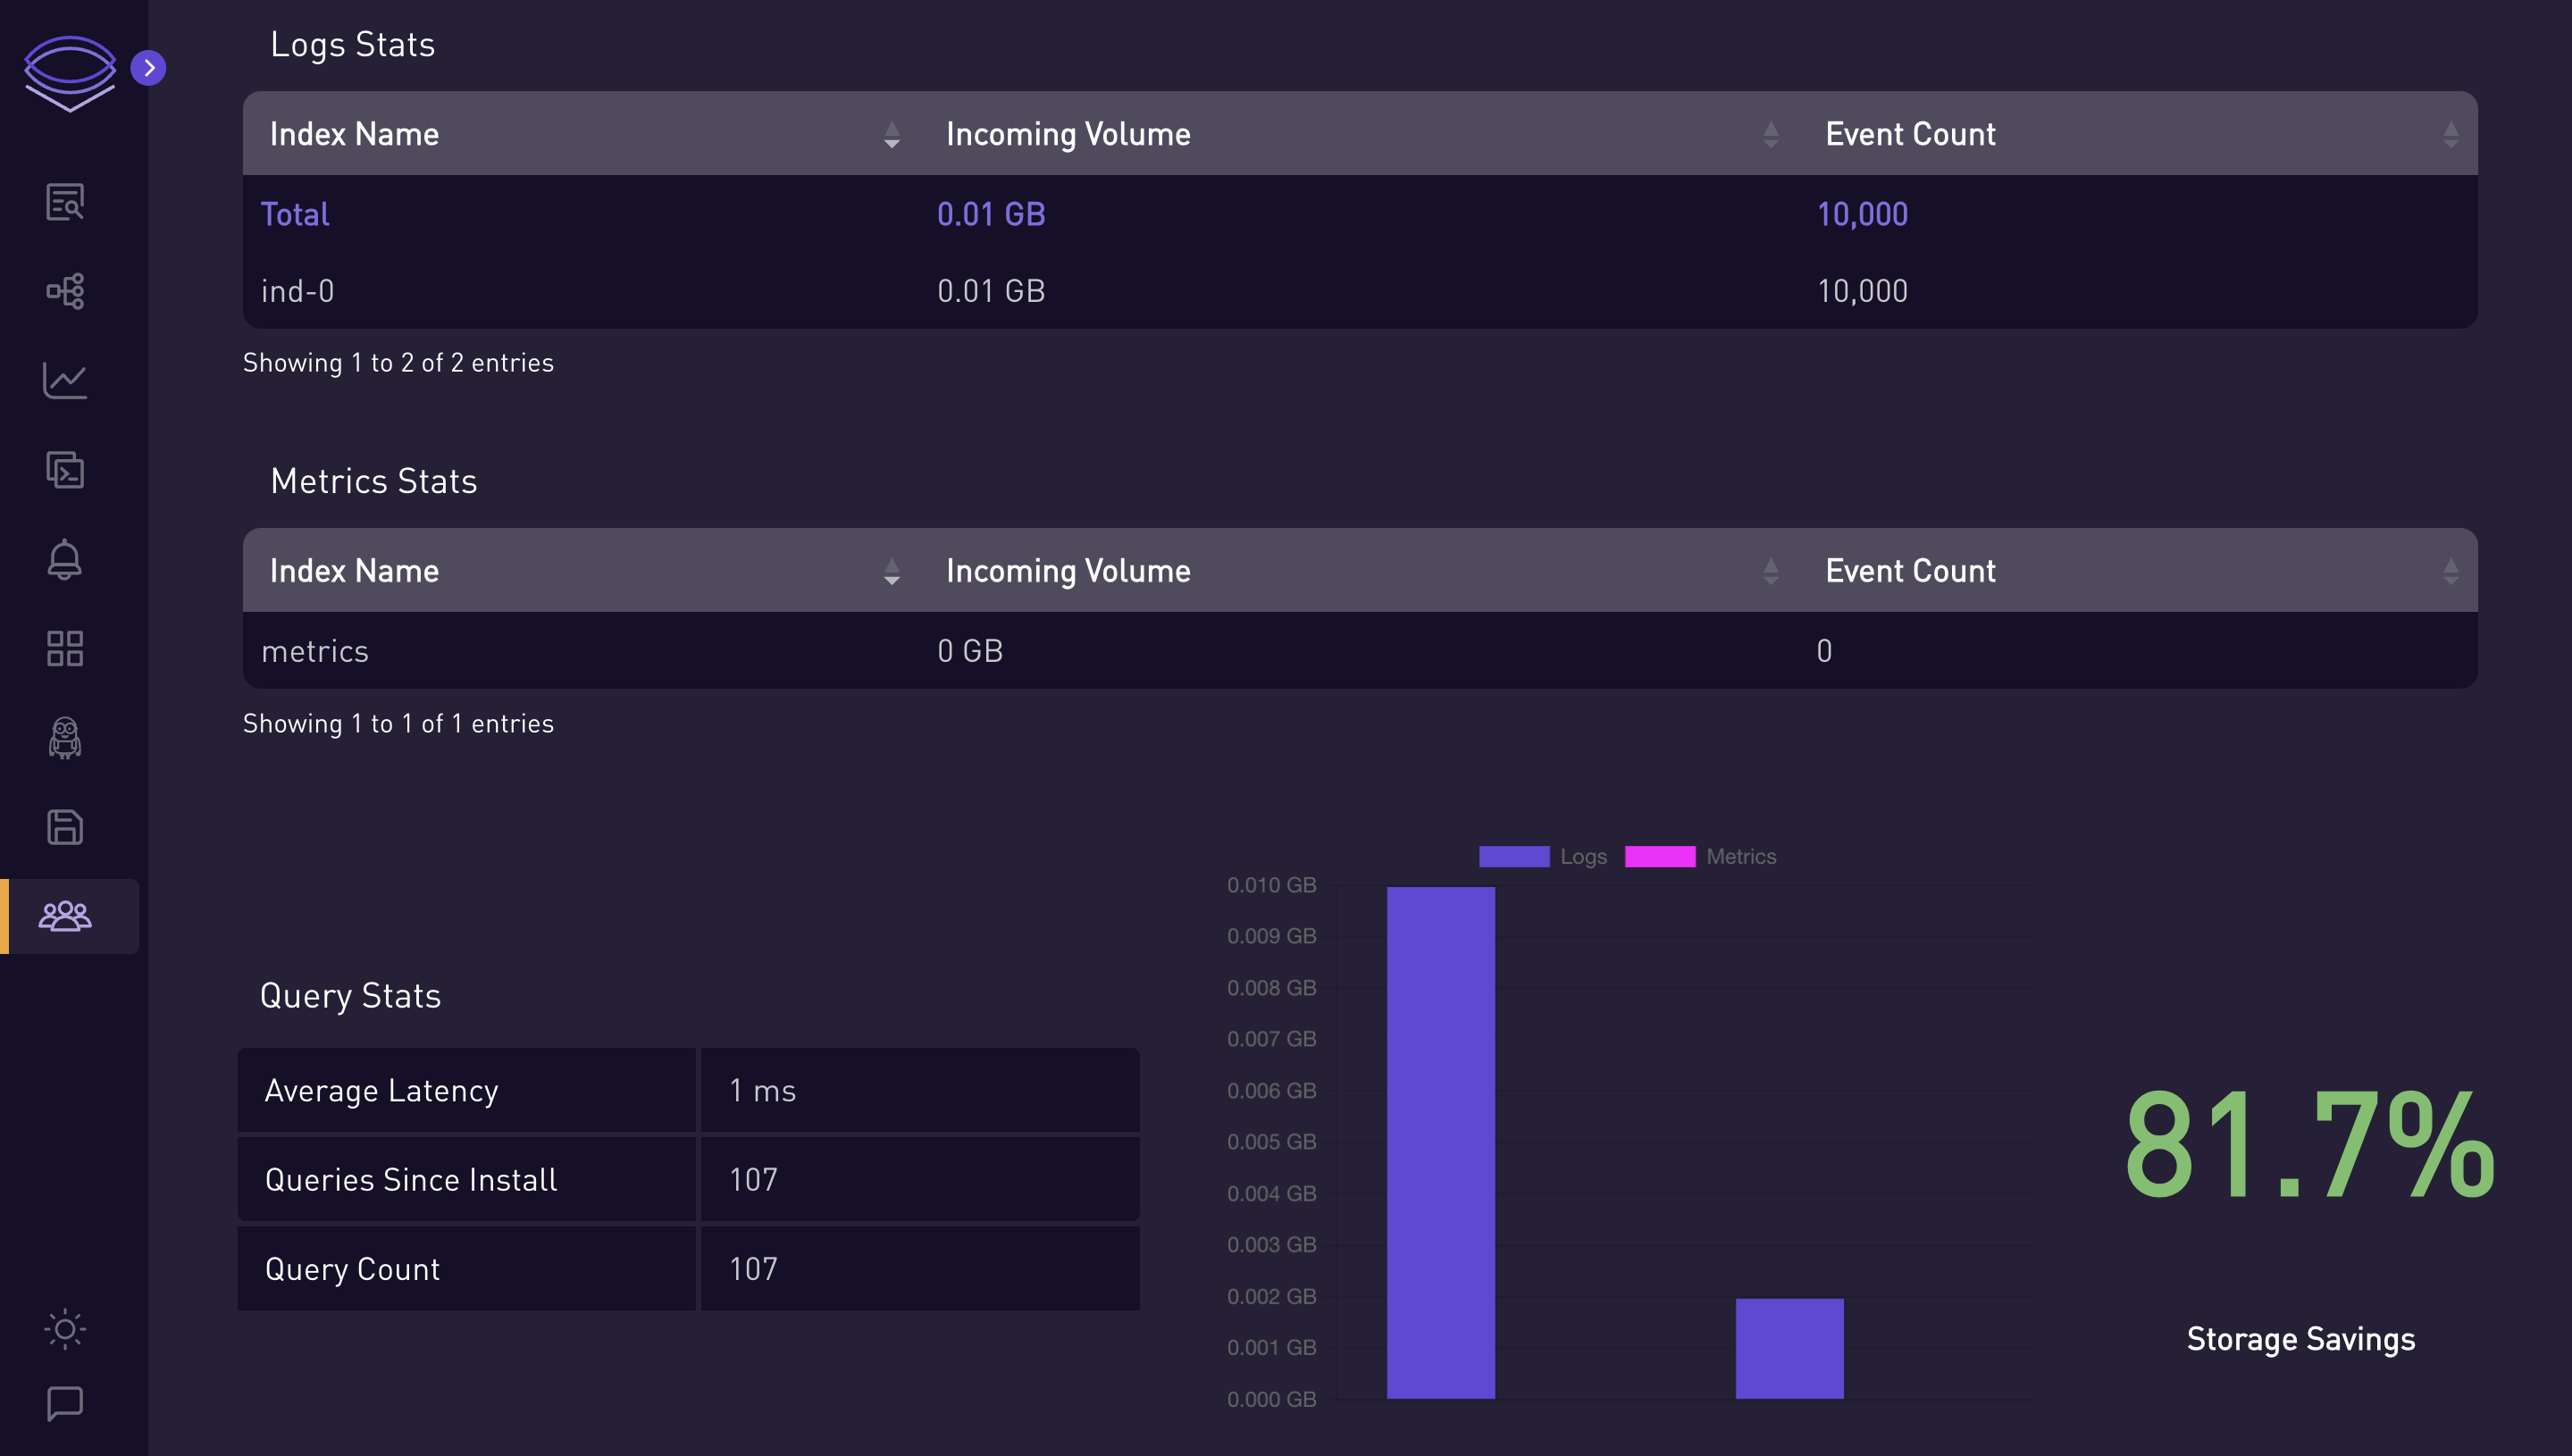 Logs Stats
Index Name Incoming Volume Event Count
Total 0.01 GB 10,000
ind-0 0.01 GB 10,000
Showing 1 to 2 of 2 entries
Metrics Stats
Index Name Incoming Volume Event Count
metrics 0 GB 0
Showing 1 to 1 of 1 entries
Query Stats
Average Latency 1 ms
Queries Since Install 107
Query Count 107
Logs Metrics
0.010 GB
0.009 GB
0.008 GB
0.007 GB
0.006 GB
0.005 GB
0.004 GB
0.003 GB
0.002 GB
0.001 GB
0.000 GB
81.7%
Storage Savings